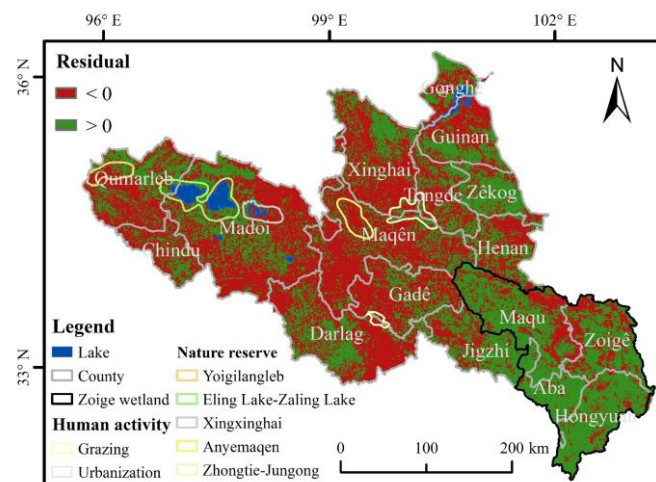 96° E 99° E 102° E
36° N
33° N
N
Residual
< 0
> 0
Gonghe
Guinan
Xinghai
Qumarleb
Tongde
Zêkog
Madoi
Maqên
Henan
Chindu
Gadê
Maqu
Zoigê
Darlag
Jigzhi
Aba
Hongyuan
Legend
Lake
County
Zoige wetland
Human activity
Grazing
Urbanization
Nature reserve
Yoigilangleb
Eling Lake-Zaling Lake
Xingxinghai
Anyemaqen
Zhongtie-Jungong
0 100 200 km